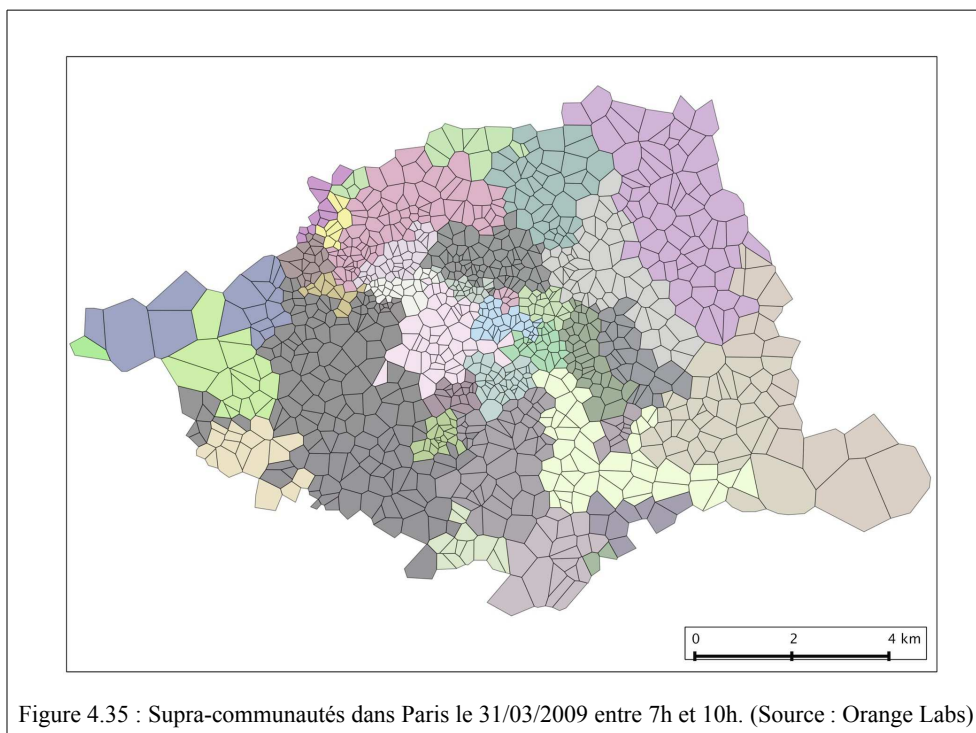 0 2 4 km
Figure 4.35 : Supra-communautés dans Paris le 31/03/2009 entre 7h et 10h. (Source : Orange Labs)